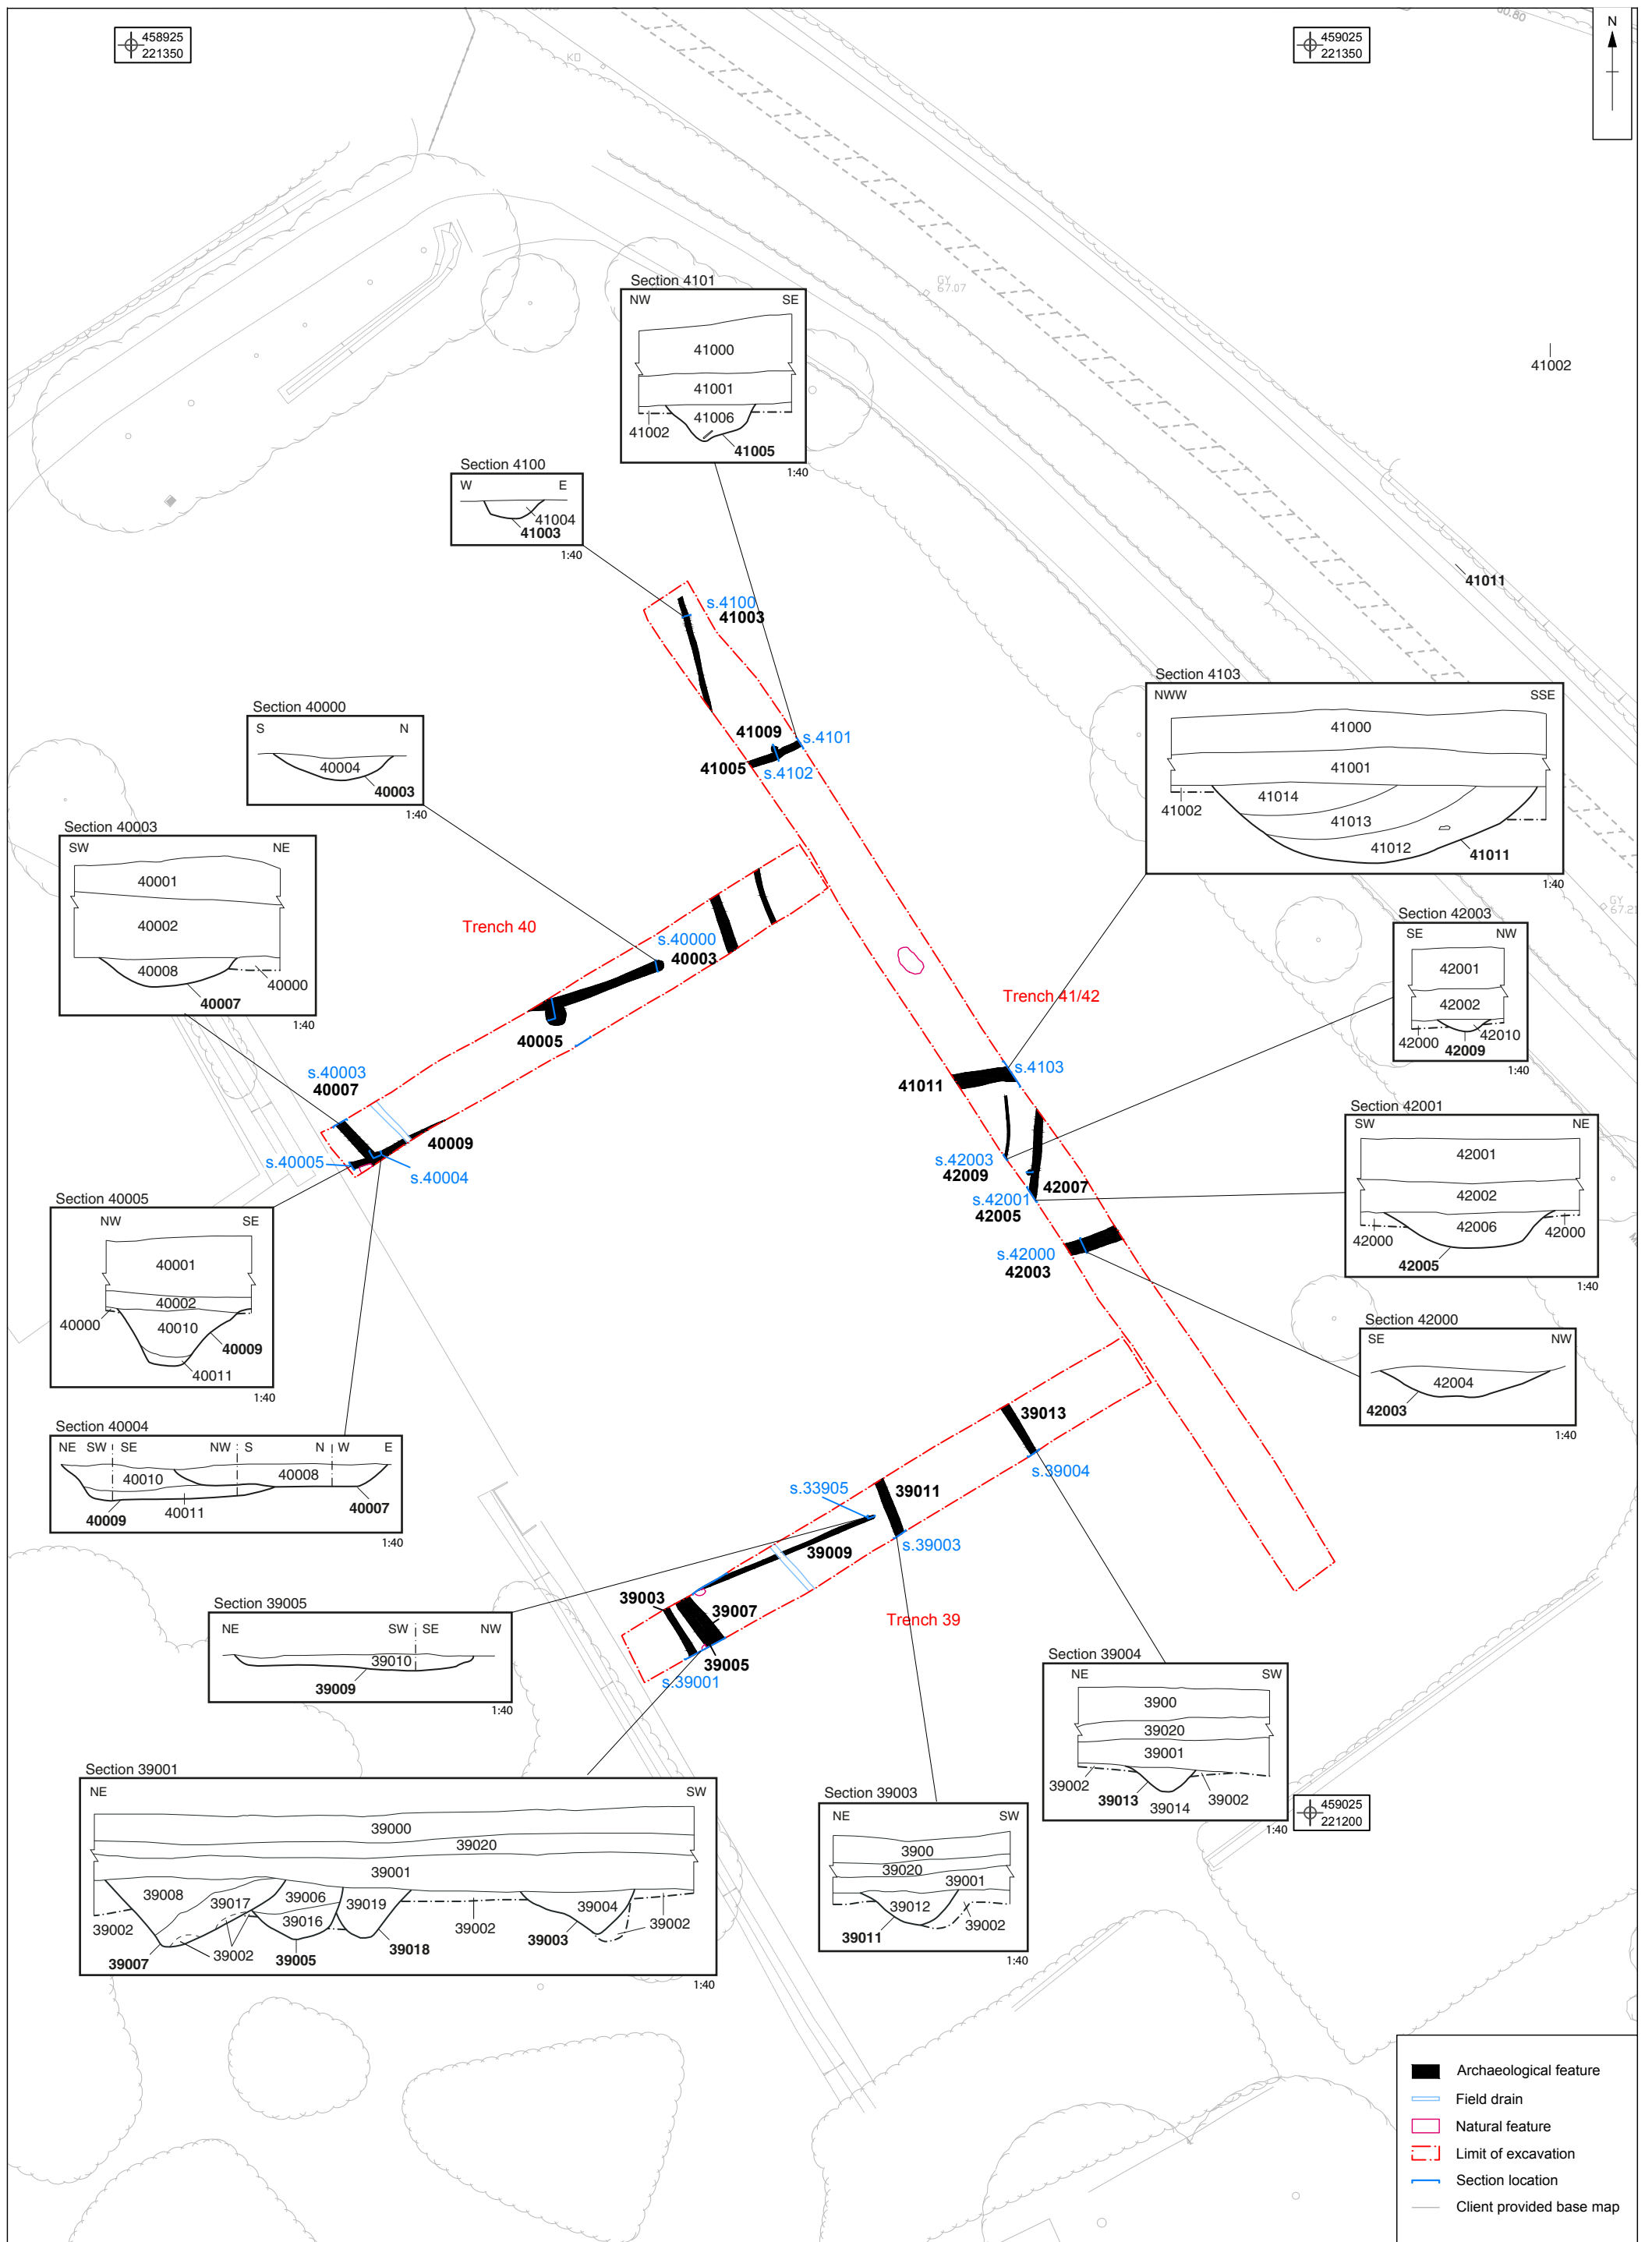 458925
221350
459025
221350
N
60.80
KO
GY
67.07
41002
41011
Section 4101
NW SE
41000
41001
41006
41002
41005
1:40
Section 4100
W E
41004
41003
1:40
s.4100
41003
Section 4103
NWW SSE
41000
41001
41014
41002
41013
41012
41011
1:40
Section 40000
S N
40004
40003
1:40
41009
s.4101
41005
s.4102
Section 40003
SW NE
40001
40002
40008
40000
40007
1:40
Trench 40
s.40000
40003
40005
Trench 41/42
Section 42003
SE NW
42001
42002
42000
42010
42009
1:40
s.40003
40007
40009
s.40005
s.40004
s.4103
41011
s.42003
42009
42007
s.42001
42005
s.42000
42003
Section 42001
SW NE
42001
42002
42006
42000
42000
42005
1:40
Section 40005
NW SE
40001
40002
40000
40010
40009
40011
1:40
Section 42000
SE NW
42004
42003
1:40
Section 40004
NE SW SE NW S N W E
40010
40008
40011
40009
40007
1:40
39013
s.39004
s.33905
39011
s.39003
39009
39003
39007
39005
s.39001
Trench 39
Section 39005
NE SW SE NW
39010
39009
1:40
Section 39004
NE SW
3900
39020
39001
39002
39013
39014
39002
1:40
459025
221200
Section 39001
NE SW
39000
39020
39001
39008
39017
39006
39019
39004
39002
39016
39002
39002
39002
39007
39005
39018
39003
1:40
Section 39003
NE SW
3900
39020
39001
39012
39002
39011
1:40
Archaeological feature
Field drain
Natural feature
Limit of excavation
Section location
Client provided base map